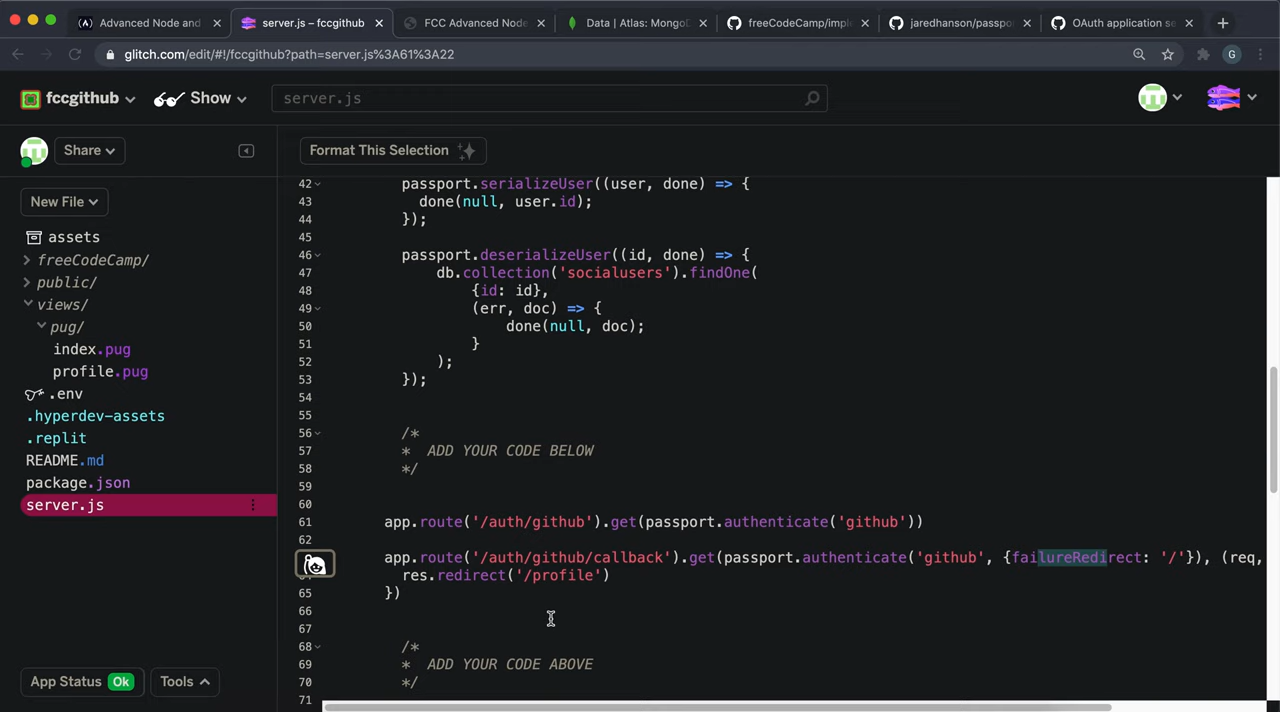 Advanced Node and
server.js – fccgithub
FCC Advanced Node
Data | Atlas: MongoD
freeCodeCamp/imple
jaredhanson/passpo
OAuth application se
glitch.com/edit/#!/fccgithub?path=server.js%3A61%3A22
G
fccgithub
Show
server.js
Share
Format This Selection
New File
assets
freeCodeCamp/
public/
views/
pug/
index.pug
profile.pug
.env
.hyperdev-assets
.replit
README.md
package.json
server.js
App Status Ok
Tools
42 passport.serializeUser((user, done) => {
43 done(null, user.id);
44 });
45
46 passport.deserializeUser((id, done) => {
47 db.collection('socialusers').findOne(
48 {id: id},
49 (err, doc) => {
50 done(null, doc);
51 }
52 );
53 });
54
55
56 /*
57 * ADD YOUR CODE BELOW
58 */
59
60
61 app.route('/auth/github').get(passport.authenticate('github'))
62
app.route('/auth/github/callback').get(passport.authenticate('github', {failureRedirect: '/'}), (req,
res.redirect('/profile')
65 })
66
67
68 /*
69 * ADD YOUR CODE ABOVE
70 */
71